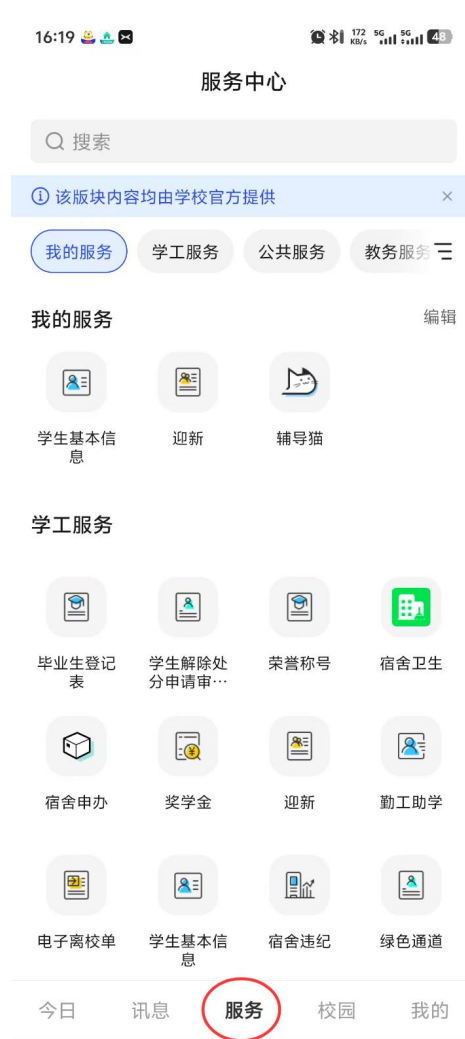 16:19 172 KB/s 5G 5G 48
服务中心
搜索
该版块内容均由学校官方提供 ×
我的服务 学工服务 公共服务 教务服务
我的服务 编辑
学生基本信息 迎新 辅导猫
学工服务
毕业生登记表 学生解除处分申请审… 荣誉称号 宿舍卫生
宿舍申办 奖学金 迎新 勤工助学
电子离校单 学生基本信息 宿舍违纪 绿色通道
今日 讯息 服务 校园 我的